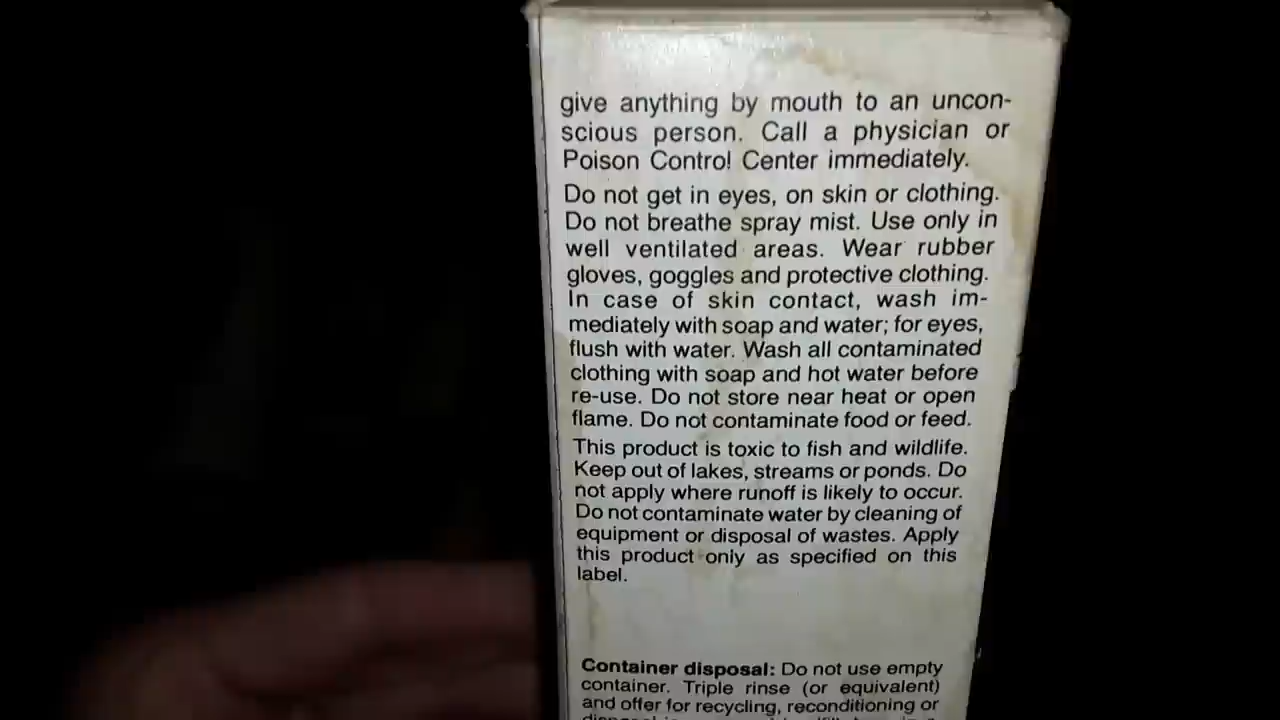 give anything by mouth to an uncon-
scious person. Call a physician or
Poison Control Center immediately.
Do not get in eyes, on skin or clothing.
Do not breathe spray mist. Use only in
well ventilated areas. Wear rubber
gloves, goggles and protective clothing.
In case of skin contact, wash im-
mediately with soap and water; for eyes,
flush with water. Wash all contaminated
clothing with soap and hot water before
re-use. Do not store near heat or open
flame. Do not contaminate food or feed.
This product is toxic to fish and wildlife.
Keep out of lakes, streams or ponds. Do
not apply where runoff is likely to occur.
Do not contaminate water by cleaning of
equipment or disposal of wastes. Apply
this product only as specified on this
label.
Container disposal: Do not use empty
container. Triple rinse (or equivalent)
and offer for recycling, reconditioning or